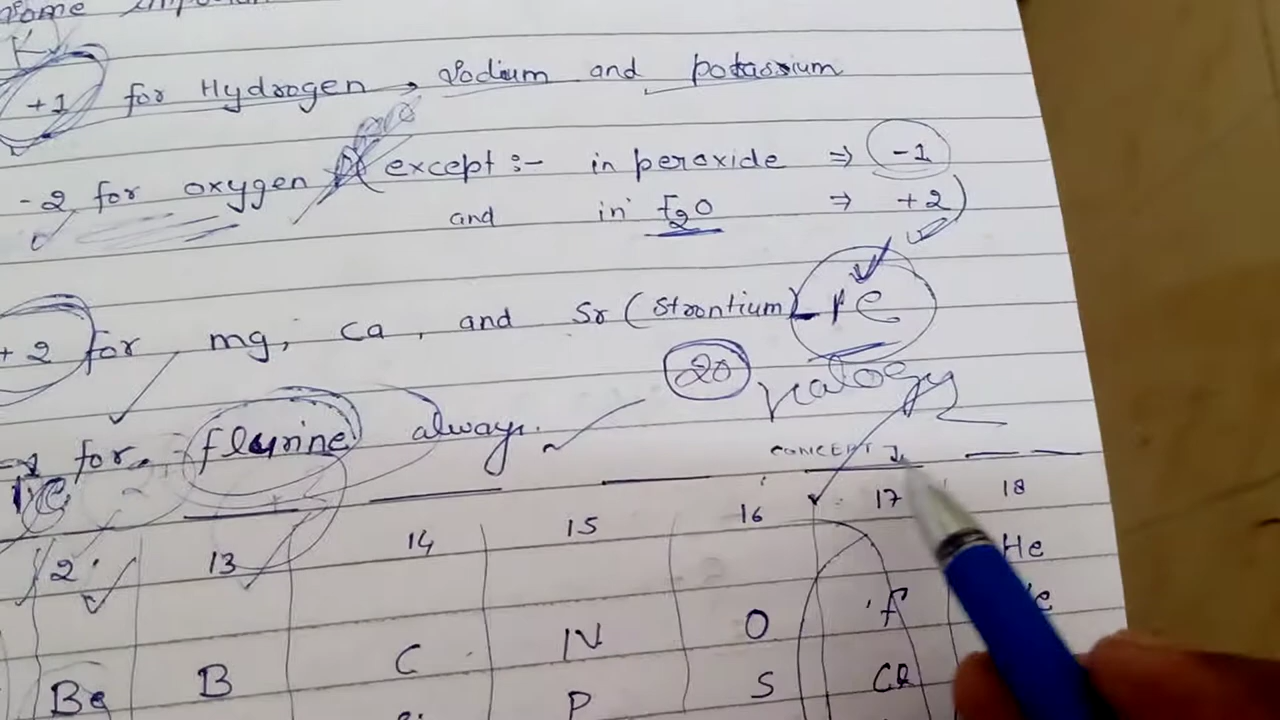 Some
K
+1 for Hydrogen, Sodium and potassium
-2 for oxygen except :- in peroxide ⇒ -1
and in F2O ⇒ +2)
+2 for mg, Ca, and Sr (Strontium)
20
-1 for flurine always.
CONCEPT
2 13 14 15 16 17 18
He
B C N O F
Be P S Cl